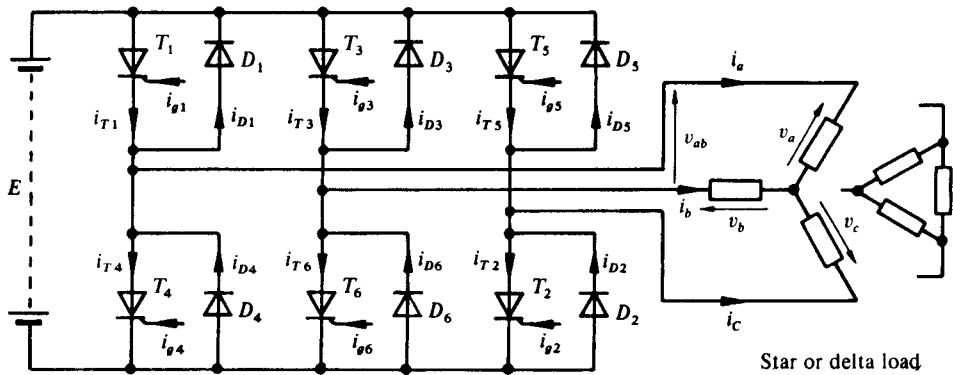 T1
D1
T3
D3
T5
D5
ia
ig1
ig3
ig5
iT1
iD1
iT3
iD3
iT5
iD5
vab
va
E
ib
vb
vc
iT4
iD4
iT6
iD6
iT2
iD2
T4
D4
T6
D6
T2
D2
ig4
ig6
ig2
iC
Star or delta load